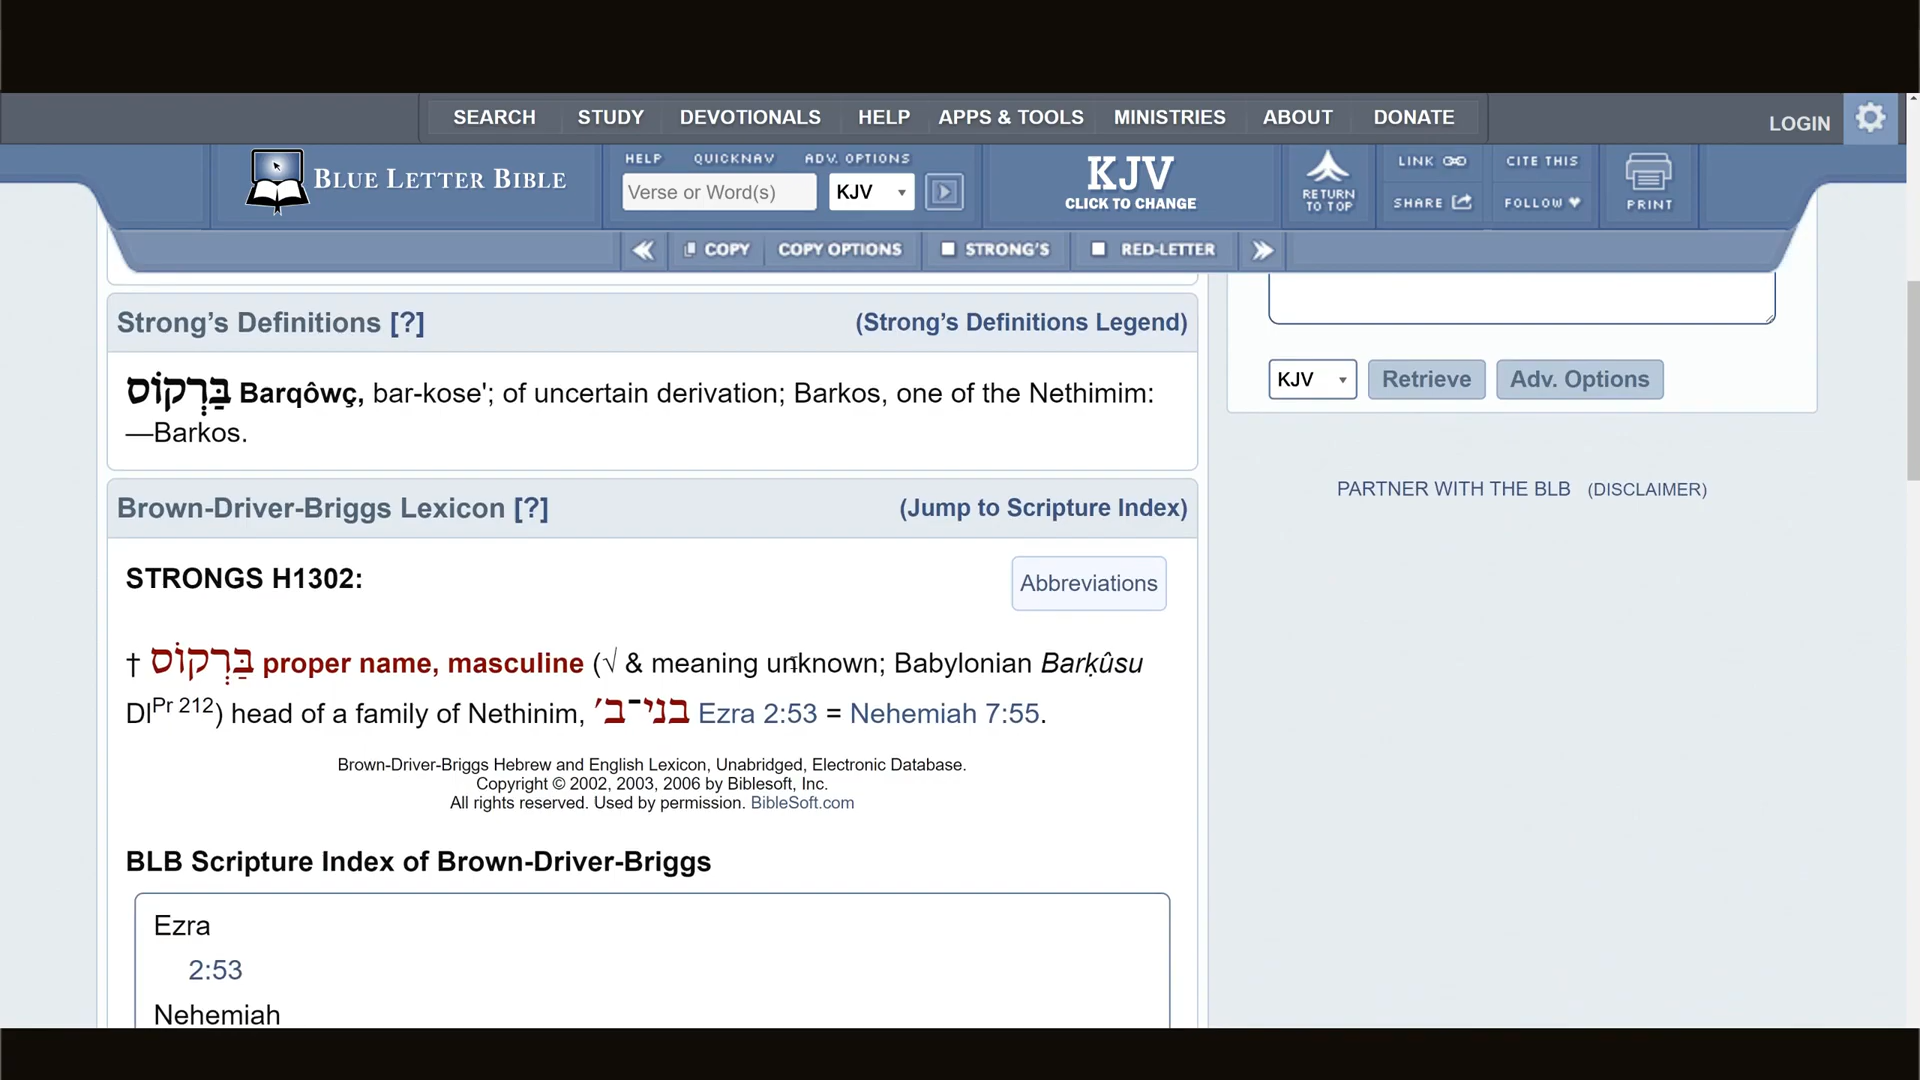 SEARCH STUDY DEVOTIONALS HELP APPS & TOOLS MINISTRIES ABOUT DONATE LOGIN
BLUE LETTER BIBLE
HELP QUICKNAV ADV. OPTIONS
Verse or Word(s) KJV
KJV
CLICK TO CHANGE
RETURN
TO TOP
LINK CITE THIS
SHARE FOLLOW
PRINT
COPY COPY OPTIONS STRONG'S RED-LETTER
Strong’s Definitions [?] (Strong’s Definitions Legend)
בַּרְקוֹס Barqôwç, bar-kose'; of uncertain derivation; Barkos, one of the Nethimim:
—Barkos.
KJV Retrieve Adv. Options
PARTNER WITH THE BLB (DISCLAIMER)
Brown-Driver-Briggs Lexicon [?] (Jump to Scripture Index)
STRONGS H1302: Abbreviations
† בַּרְקוֹס proper name, masculine (√ & meaning unknown; Babylonian Barḳûsu
Dl Pr 212) head of a family of Nethinim, בני־ב׳ Ezra 2:53 = Nehemiah 7:55.
Brown-Driver-Briggs Hebrew and English Lexicon, Unabridged, Electronic Database.
Copyright © 2002, 2003, 2006 by Biblesoft, Inc.
All rights reserved. Used by permission. BibleSoft.com
BLB Scripture Index of Brown-Driver-Briggs
Ezra
2:53
Nehemiah